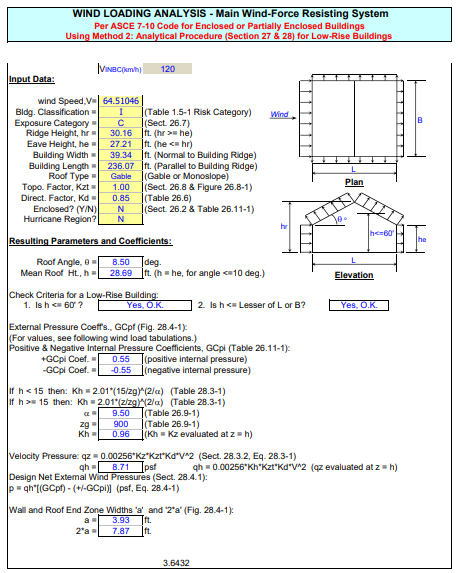 WIND LOADING ANALYSIS - Main Wind-Force Resisting System
Per ASCE 7-10 Code for Enclosed or Partially Enclosed Buildings
Using Method 2: Analytical Procedure (Section 27 & 28) for Low-Rise Buildings
VINBC(km/h) 120
Input Data:
wind Speed,V= 64.51046
Bldg. Classification = I (Table 1.5-1 Risk Category)
Exposure Category = C (Sect. 26.7)
Ridge Height, hr = 30.16 ft. (hr >= he)
Eave Height, he = 27.21 ft. (he <= hr)
Building Width = 39.34 ft. (Normal to Building Ridge)
Building Length = 236.07 ft. (Parallel to Building Ridge)
Roof Type = Gable (Gable or Monoslope)
Topo. Factor, Kzt = 1.00 (Sect. 26.8 & Figure 26.8-1)
Direct. Factor, Kd = 0.85 (Table 26.6)
Enclosed? (Y/N) N (Sect. 26.2 & Table 26.11-1)
Hurricane Region? N
Wind
B
L
Plan
θ°
hr
h<=60'
he
L
Elevation
Resulting Parameters and Coefficients:
Roof Angle, θ = 8.50 deg.
Mean Roof Ht., h = 28.69 ft. (h = he, for angle <=10 deg.)
Check Criteria for a Low-Rise Building:
1. Is h <= 60' ? Yes, O.K. 2. Is h <= Lesser of L or B? Yes, O.K.
External Pressure Coeff's., GCpf (Fig. 28.4-1):
(For values, see following wind load tabulations.)
Positive & Negative Internal Pressure Coefficients, GCpi (Table 26.11-1):
+GCpi Coef. = 0.55 (positive internal pressure)
-GCpi Coef. = -0.55 (negative internal pressure)
If h < 15 then: Kh = 2.01*(15/zg)^(2/α) (Table 28.3-1)
If h >= 15 then: Kh = 2.01*(z/zg)^(2/α) (Table 28.3-1)
α = 9.50 (Table 26.9-1)
zg = 900 (Table 26.9-1)
Kh = 0.96 (Kh = Kz evaluated at z = h)
Velocity Pressure: qz = 0.00256*Kz*Kzt*Kd*V^2 (Sect. 28.3.2, Eq. 28.3-1)
qh = 8.71 psf qh = 0.00256*Kh*Kzt*Kd*V^2 (qz evaluated at z = h)
Design Net External Wind Pressures (Sect. 28.4.1):
p = qh*[(GCpf) - (+/-GCpi)] (psf, Eq. 28.4-1)
Wall and Roof End Zone Widths 'a' and '2*a' (Fig. 28.4-1):
a = 3.93 ft.
2*a = 7.87 ft.
3.6432